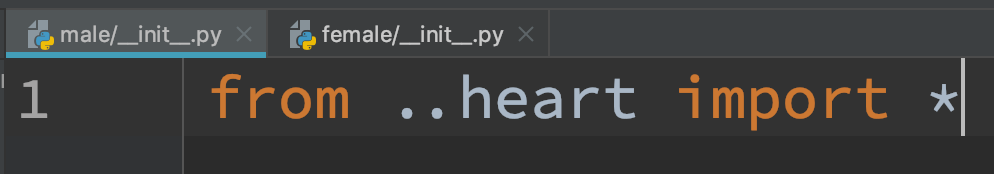 male/__init__.py female/__init__.py
1 from ..heart import *